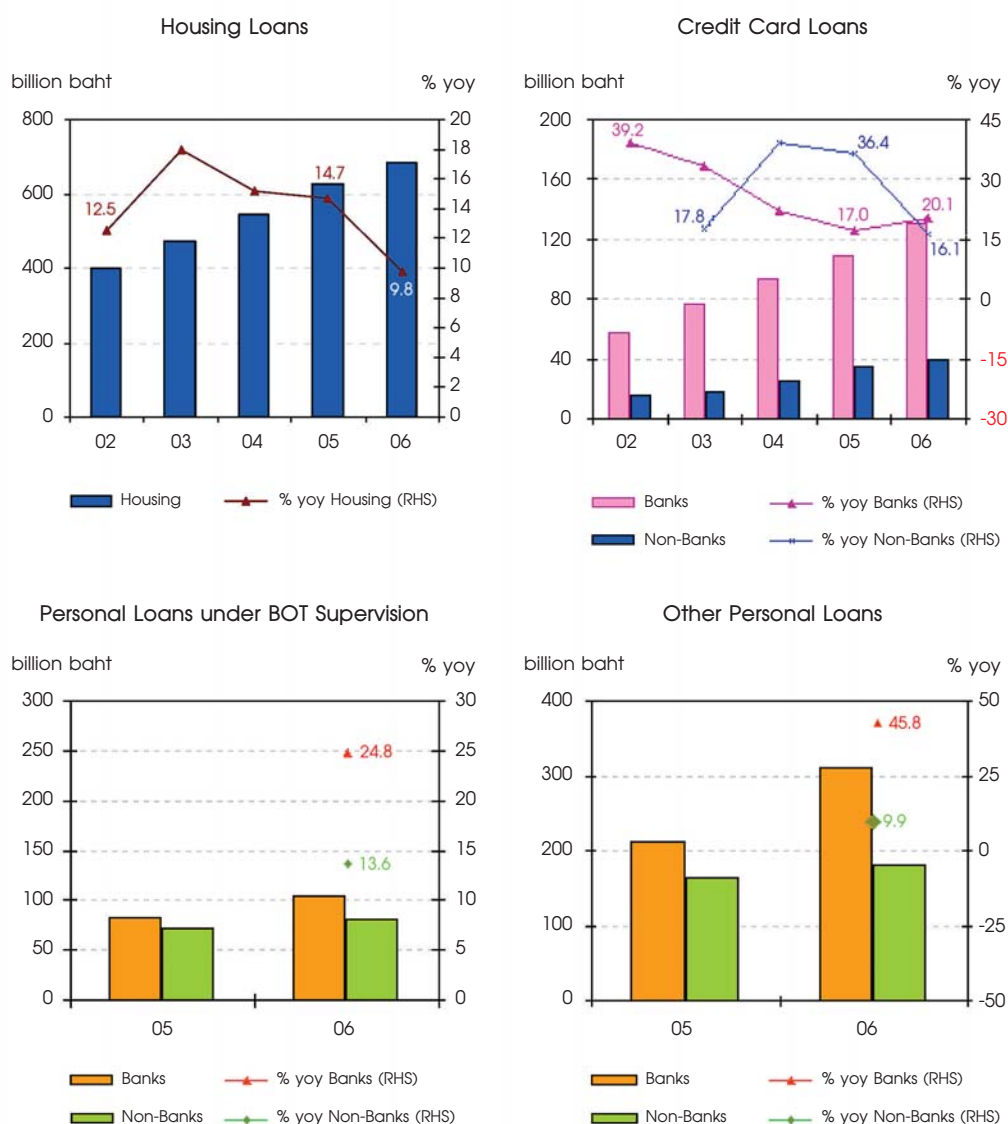 Housing Loans
billion baht % yoy
800 20
18
600 16
14
400 12
10
8
200 6
4
2
0 0
12.5
14.7
9.8
02 03 04 05 06
Housing % yoy Housing (RHS)
Credit Card Loans
billion baht % yoy
200 45
160 30
120 15
80 0
40 -15
0 -30
39.2
17.8
36.4
17.0
20.1
16.1
02 03 04 05 06
Banks % yoy Banks (RHS)
Non-Banks % yoy Non-Banks (RHS)
Personal Loans under BOT Supervision
billion baht % yoy
300 30
250 25
200 20
150 15
100 10
50 5
0 0
24.8
13.6
05 06
Banks % yoy Banks (RHS)
Non-Banks % yoy Non-Banks (RHS)
Other Personal Loans
billion baht % yoy
400 50
300 25
200 0
100 -25
0 -50
45.8
9.9
05 06
Banks % yoy Banks (RHS)
Non-Banks % yoy Non-Banks (RHS)